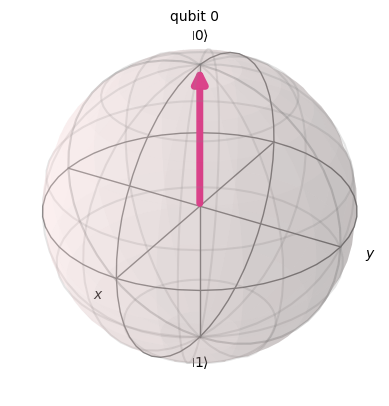 qubit 0
|0⟩
y
x
|1⟩